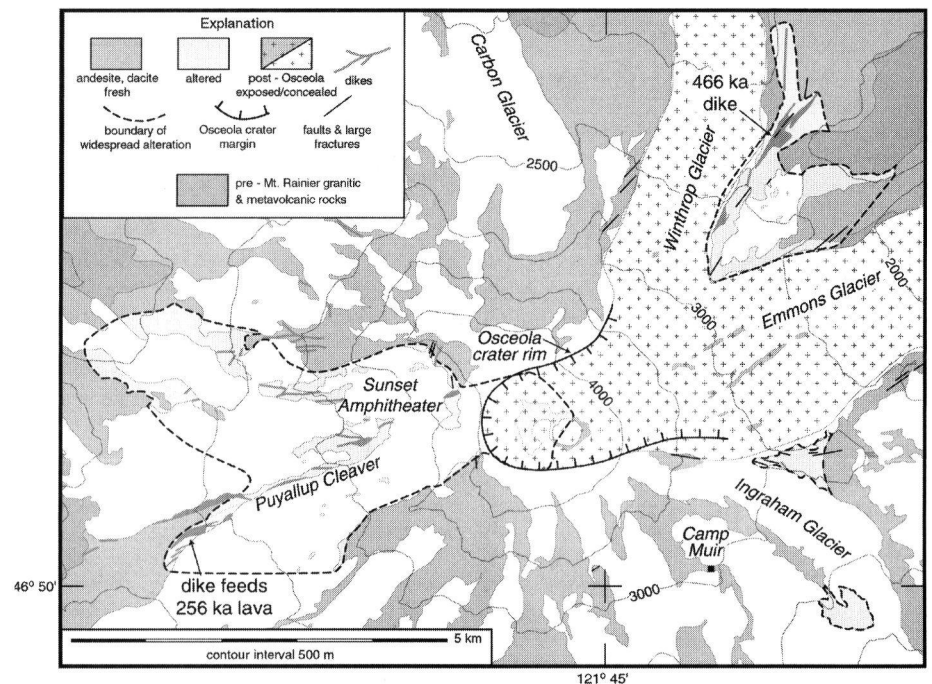 Explanation
andesite, dacite
fresh
altered
post - Osceola
exposed/concealed
dikes
boundary of
widespread alteration
Osceola crater
margin
faults & large
fractures
pre - Mt. Rainier granitic
& metavolcanic rocks
Carbon Glacier
2500
466 ka
dike
Winthrop Glacier
2000
Emmons Glacier
3000
Osceola
crater rim
4000
Sunset
Amphitheater
Puyallup Cleaver
Ingraham Glacier
Camp
Muir
3000
46° 50'
dike feeds
256 ka lava
5 km
contour interval 500 m
121° 45'